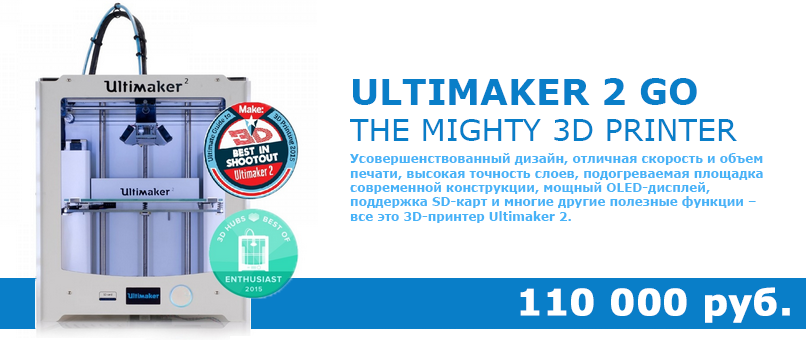 Ultimaker 2
Make:
Ultimate Guide to
3D Printing 2015
3D
BEST IN
SHOOTOUT
Ultimaker 2
Ultimaker 2
3D HUBS
BEST OF
ENTHUSIAST
2015
Ultimaker
ULTIMAKER 2 GO
THE MIGHTY 3D PRINTER
Усовершенствованный дизайн, отличная скорость и объем
печати, высокая точность слоев, подогреваемая площадка
современной конструкции, мощный OLED-дисплей,
поддержка SD-карт и многие другие полезные функции –
все это 3D-принтер Ultimaker 2.
110 000 руб.